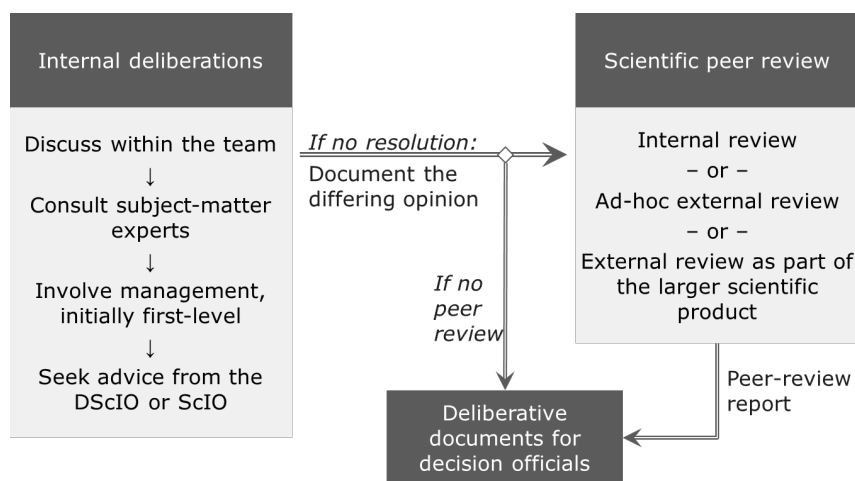 Internal deliberations
Discuss within the team
↓
Consult subject-matter
experts
↓
Involve management,
initially first-level
↓
Seek advice from the
DScIO or ScIO
If no resolution:
Document the
differing opinion
If no
peer
review
Scientific peer review
Internal review
– or –
Ad-hoc external review
– or –
External review as part of
the larger scientific
product
Peer-review
report
Deliberative
documents for
decision officials